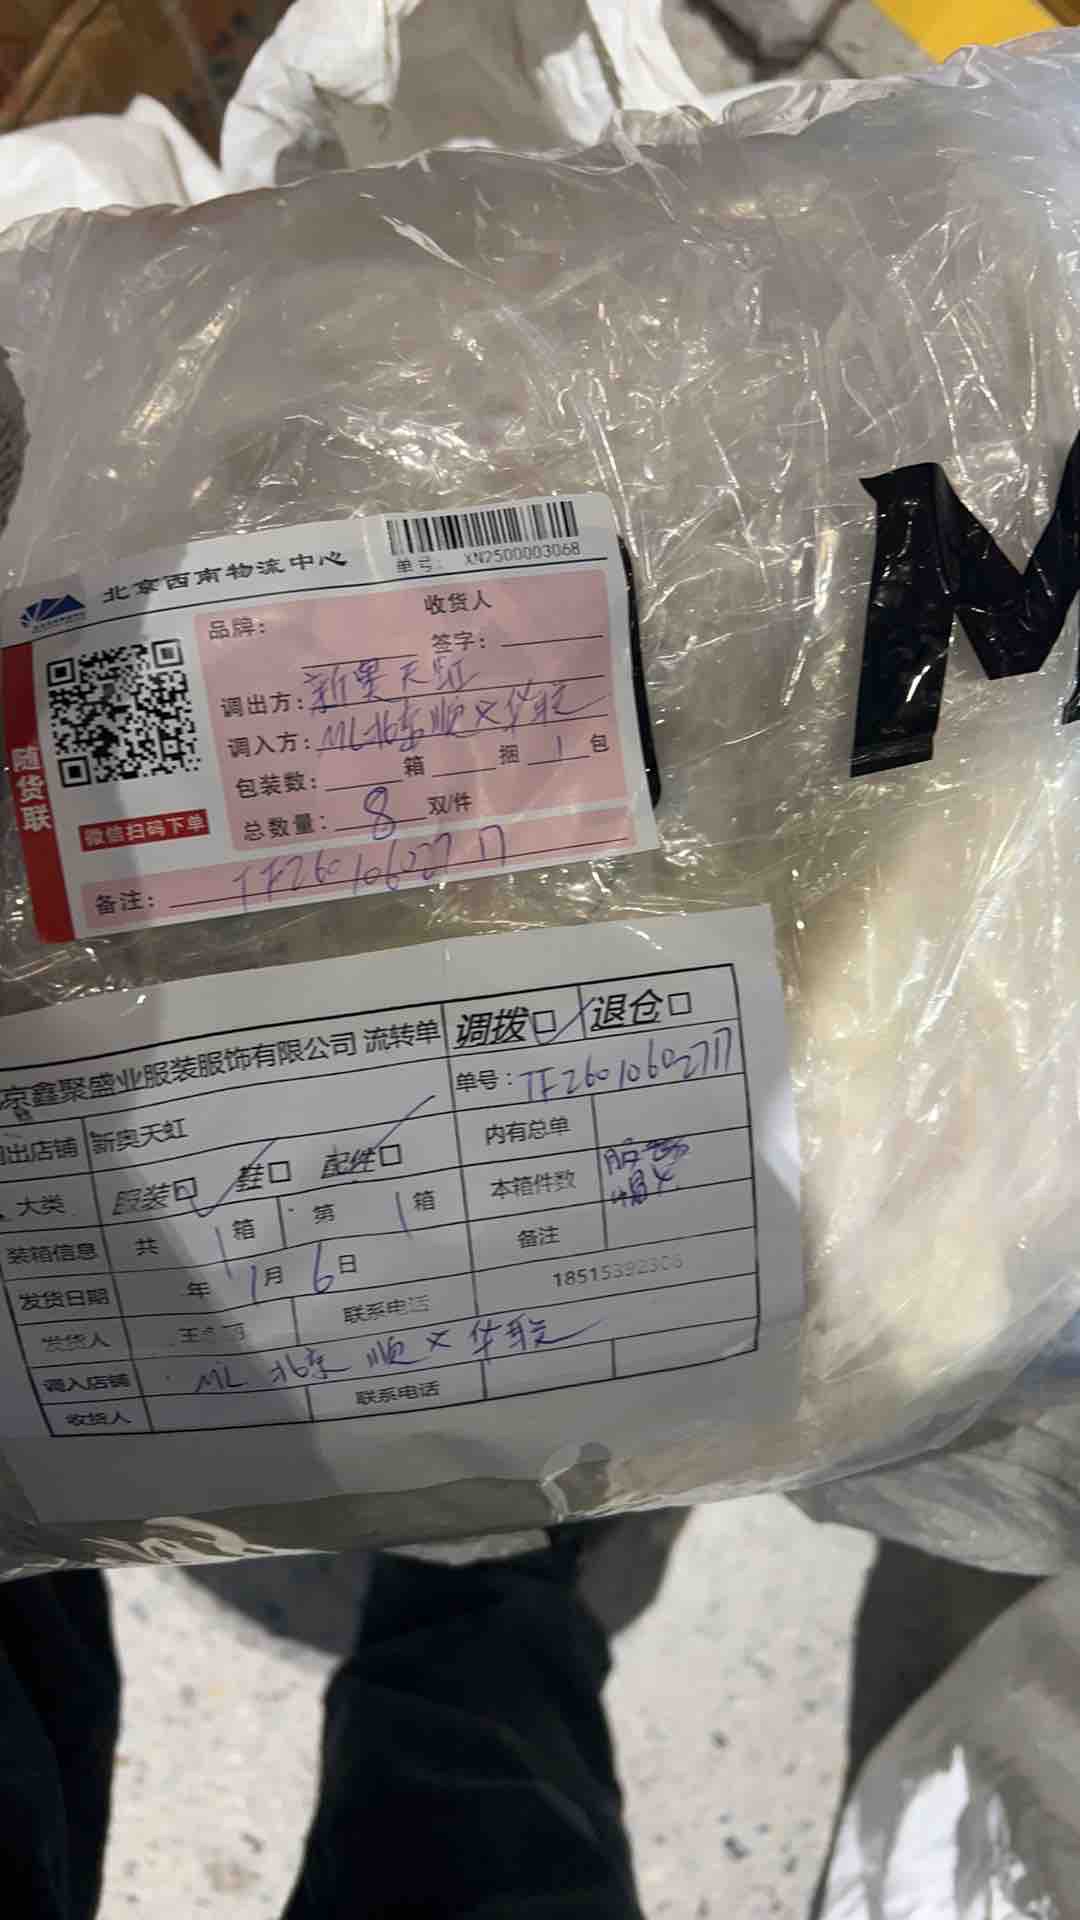 北京西南物流中心
单号: XN2500003068
随货联
微信扫码下单
品牌:
收货人
签字:
调出方: 新奥天虹
调入方: ML北京顺义华联
包装数: 箱 捆 1 包
总数量: 8 双/件
备注: TF2601060277
M
京鑫聚盛业服装服饰有限公司 流转单 调拨□ 退仓□
单号: TF2601060277
出店铺 新奥天虹
内有总单
大类 服装□ 鞋□ 配件□
本箱件数
装箱信息 共 1 箱 第 1 箱
备注
发货日期 年 1月 6日
发货人 王 联系电话 18515392306
调入店铺 ML 北京顺义华联
收货人 联系电话